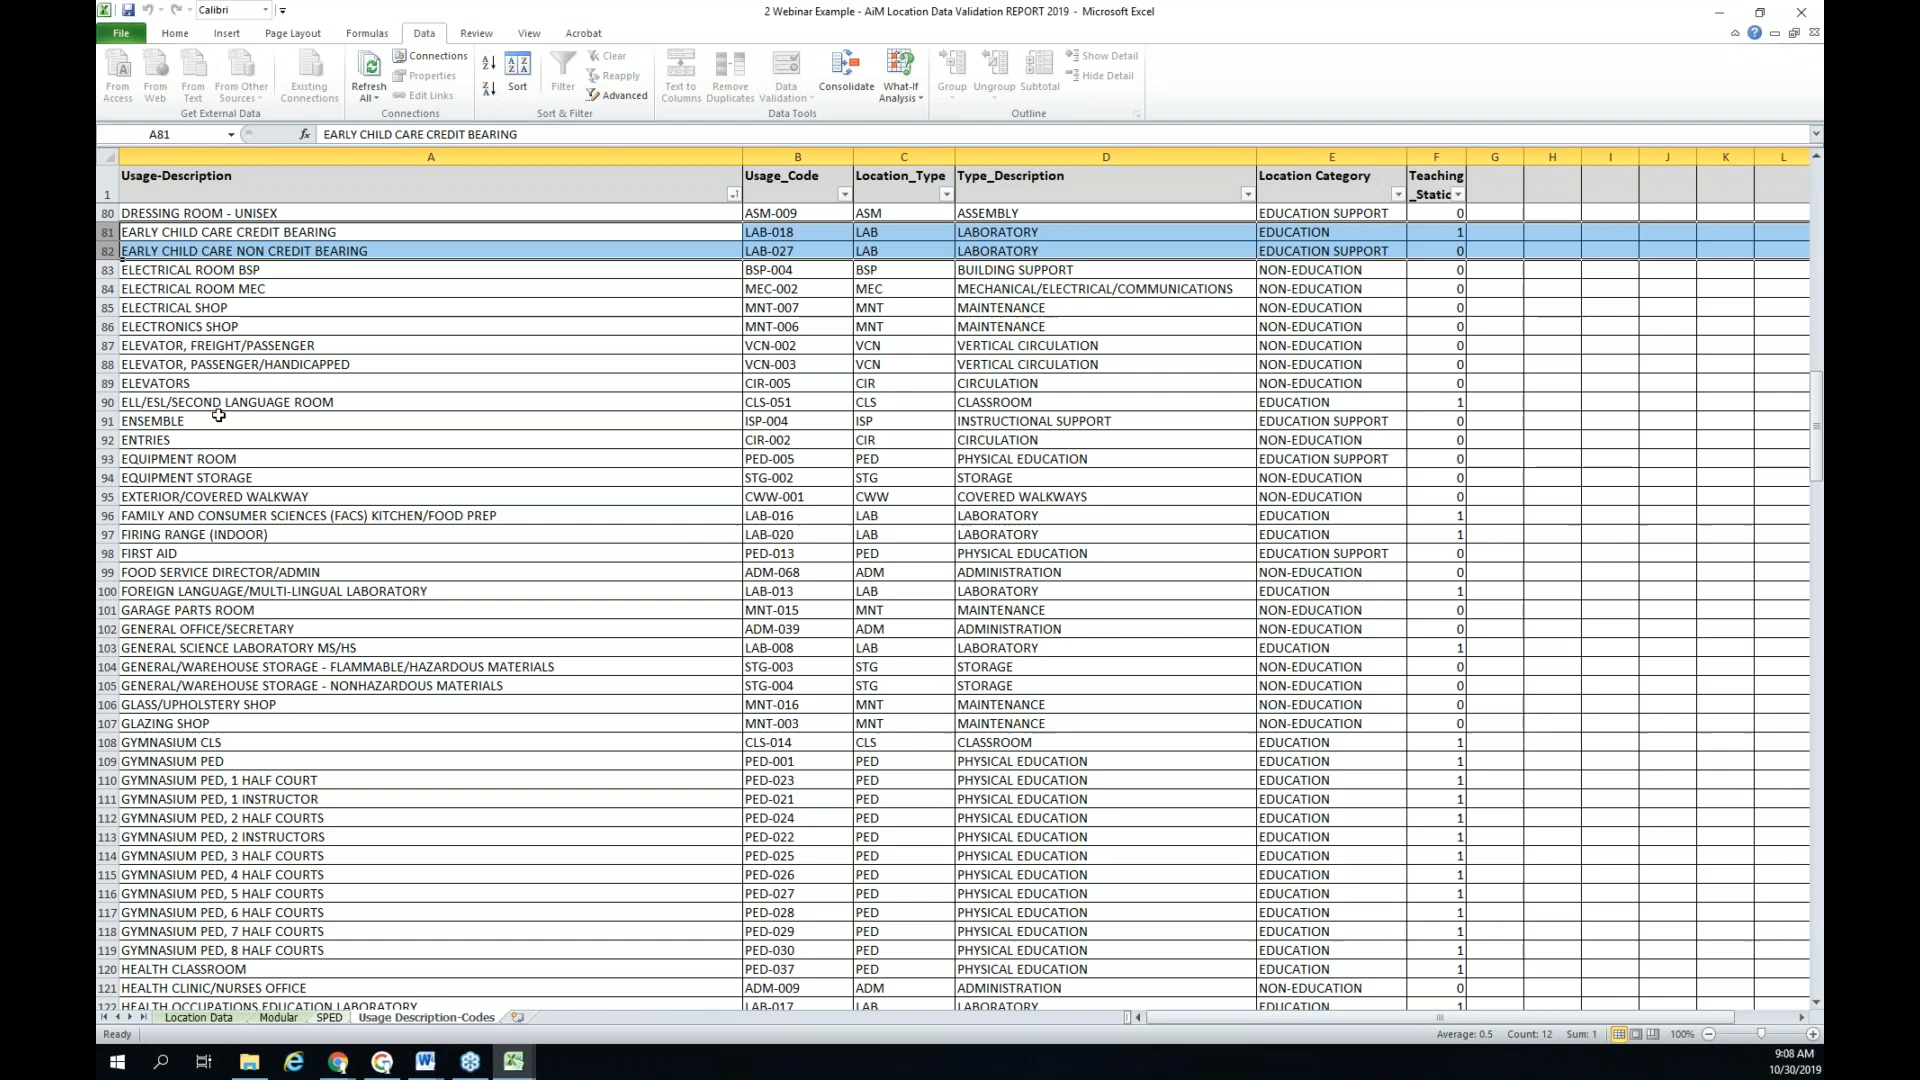 Calibri
2 Webinar Example - AiM Location Data Validation REPORT 2019 - Microsoft Excel
File Home Insert Page Layout Formulas Data Review View Acrobat
From Access From Web From Text From Other Sources Existing Connections Refresh All Connections Properties Edit Links Sort Filter Clear Reapply Advanced Text to Columns Remove Duplicates Data Validation Consolidate What-If Analysis Group Ungroup Subtotal Show Detail Hide Detail
Get External Data Connections Sort & Filter Data Tools Outline
A81 fx EARLY CHILD CARE CREDIT BEARING
A B C D E F G H I J K L
1 Usage-Description Usage_Code Location_Type Type_Description Location Category Teaching _Static
80 DRESSING ROOM - UNISEX ASM-009 ASM ASSEMBLY EDUCATION SUPPORT 0
81 EARLY CHILD CARE CREDIT BEARING LAB-018 LAB LABORATORY EDUCATION 1
82 EARLY CHILD CARE NON CREDIT BEARING LAB-027 LAB LABORATORY EDUCATION SUPPORT 0
83 ELECTRICAL ROOM BSP BSP-004 BSP BUILDING SUPPORT NON-EDUCATION 0
84 ELECTRICAL ROOM MEC MEC-002 MEC MECHANICAL/ELECTRICAL/COMMUNICATIONS NON-EDUCATION 0
85 ELECTRICAL SHOP MNT-007 MNT MAINTENANCE NON-EDUCATION 0
86 ELECTRONICS SHOP MNT-006 MNT MAINTENANCE NON-EDUCATION 0
87 ELEVATOR, FREIGHT/PASSENGER VCN-002 VCN VERTICAL CIRCULATION NON-EDUCATION 0
88 ELEVATOR, PASSENGER/HANDICAPPED VCN-003 VCN VERTICAL CIRCULATION NON-EDUCATION 0
89 ELEVATORS CIR-005 CIR CIRCULATION NON-EDUCATION 0
90 ELL/ESL/SECOND LANGUAGE ROOM CLS-051 CLS CLASSROOM EDUCATION 1
91 ENSEMBLE ISP-004 ISP INSTRUCTIONAL SUPPORT EDUCATION SUPPORT 0
92 ENTRIES CIR-002 CIR CIRCULATION NON-EDUCATION 0
93 EQUIPMENT ROOM PED-005 PED PHYSICAL EDUCATION EDUCATION SUPPORT 0
94 EQUIPMENT STORAGE STG-002 STG STORAGE NON-EDUCATION 0
95 EXTERIOR/COVERED WALKWAY CWW-001 CWW COVERED WALKWAYS NON-EDUCATION 0
96 FAMILY AND CONSUMER SCIENCES (FACS) KITCHEN/FOOD PREP LAB-016 LAB LABORATORY EDUCATION 1
97 FIRING RANGE (INDOOR) LAB-020 LAB LABORATORY EDUCATION 1
98 FIRST AID PED-013 PED PHYSICAL EDUCATION EDUCATION SUPPORT 0
99 FOOD SERVICE DIRECTOR/ADMIN ADM-068 ADM ADMINISTRATION NON-EDUCATION 0
100 FOREIGN LANGUAGE/MULTI-LINGUAL LABORATORY LAB-013 LAB LABORATORY EDUCATION 1
101 GARAGE PARTS ROOM MNT-015 MNT MAINTENANCE NON-EDUCATION 0
102 GENERAL OFFICE/SECRETARY ADM-039 ADM ADMINISTRATION NON-EDUCATION 0
103 GENERAL SCIENCE LABORATORY MS/HS LAB-008 LAB LABORATORY EDUCATION 1
104 GENERAL/WAREHOUSE STORAGE - FLAMMABLE/HAZARDOUS MATERIALS STG-003 STG STORAGE NON-EDUCATION 0
105 GENERAL/WAREHOUSE STORAGE - NONHAZARDOUS MATERIALS STG-004 STG STORAGE NON-EDUCATION 0
106 GLASS/UPHOLSTERY SHOP MNT-016 MNT MAINTENANCE NON-EDUCATION 0
107 GLAZING SHOP MNT-003 MNT MAINTENANCE NON-EDUCATION 0
108 GYMNASIUM CLS CLS-014 CLS CLASSROOM EDUCATION 1
109 GYMNASIUM PED PED-001 PED PHYSICAL EDUCATION EDUCATION 1
110 GYMNASIUM PED, 1 HALF COURT PED-023 PED PHYSICAL EDUCATION EDUCATION 1
111 GYMNASIUM PED, 1 INSTRUCTOR PED-021 PED PHYSICAL EDUCATION EDUCATION 1
112 GYMNASIUM PED, 2 HALF COURTS PED-024 PED PHYSICAL EDUCATION EDUCATION 1
113 GYMNASIUM PED, 2 INSTRUCTORS PED-022 PED PHYSICAL EDUCATION EDUCATION 1
114 GYMNASIUM PED, 3 HALF COURTS PED-025 PED PHYSICAL EDUCATION EDUCATION 1
115 GYMNASIUM PED, 4 HALF COURTS PED-026 PED PHYSICAL EDUCATION EDUCATION 1
116 GYMNASIUM PED, 5 HALF COURTS PED-027 PED PHYSICAL EDUCATION EDUCATION 1
117 GYMNASIUM PED, 6 HALF COURTS PED-028 PED PHYSICAL EDUCATION EDUCATION 1
118 GYMNASIUM PED, 7 HALF COURTS PED-029 PED PHYSICAL EDUCATION EDUCATION 1
119 GYMNASIUM PED, 8 HALF COURTS PED-030 PED PHYSICAL EDUCATION EDUCATION 1
120 HEALTH CLASSROOM PED-037 PED PHYSICAL EDUCATION EDUCATION 1
121 HEALTH CLINIC/NURSES OFFICE ADM-009 ADM ADMINISTRATION NON-EDUCATION 0
122 HEALTH OCCUPATIONS EDUCATION LABORATORY LAB-017 LAB LABORATORY EDUCATION 1
Location Data Modular SPED Usage Description-Codes
Ready Average: 0.5 Count: 12 Sum: 1 100%
9:08 AM
10/30/2019